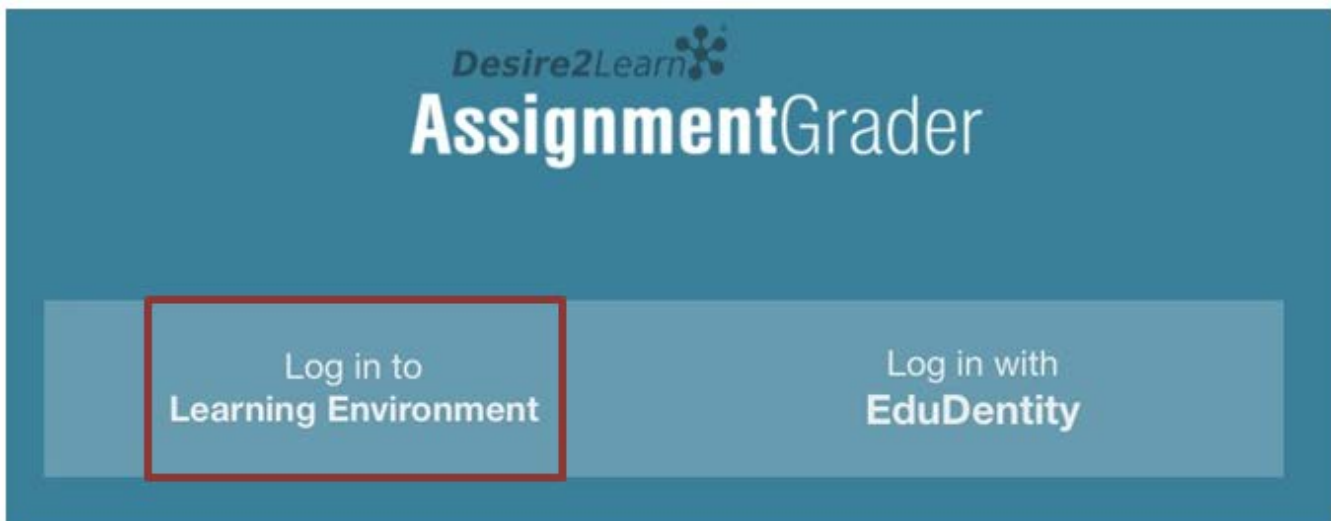 Desire2Learn
AssignmentGrader
Log in to
Learning Environment
Log in with
EduDentity